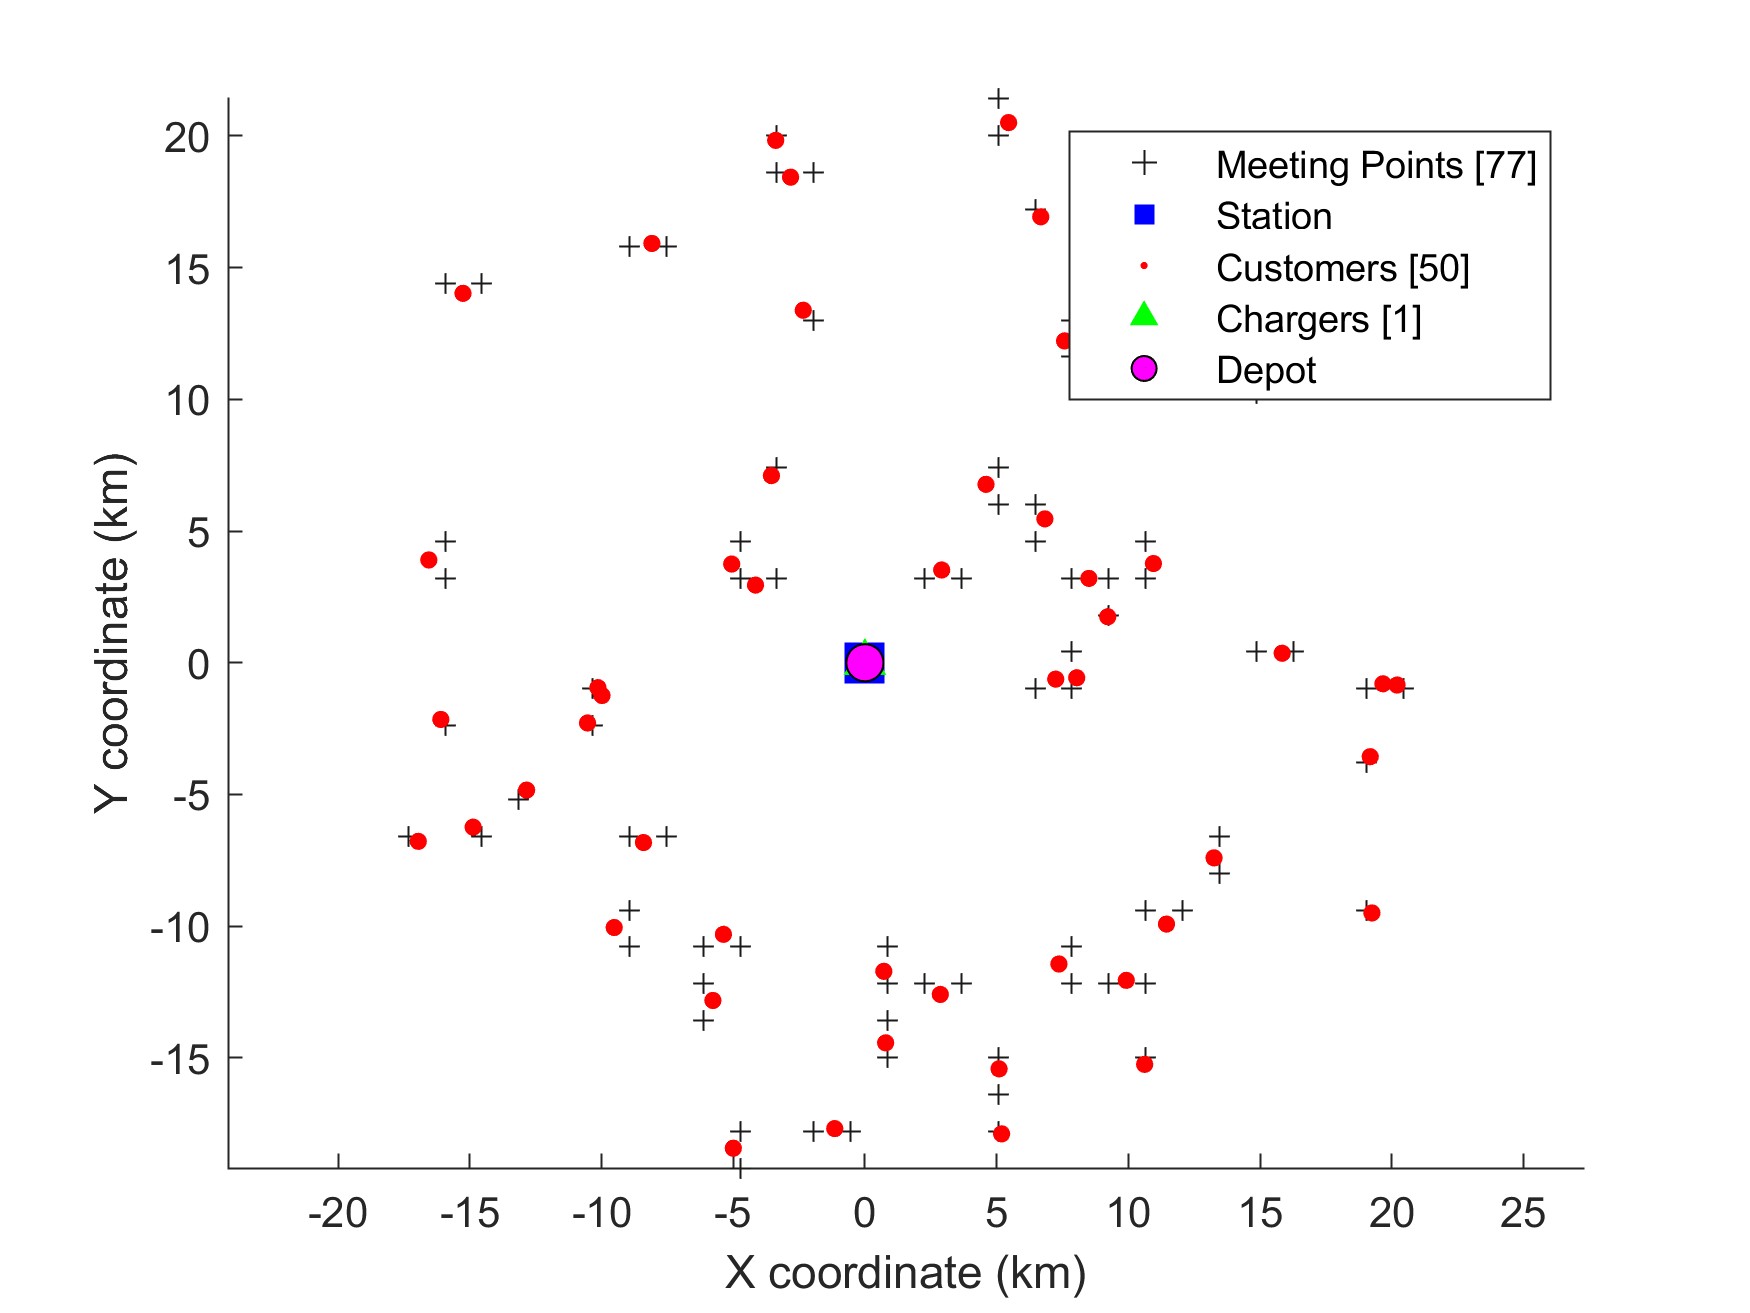 20
15
10
5
0
-5
-10
-15
Y coordinate (km)
Meeting Points [77]
Station
Customers [50]
Chargers [1]
Depot
-20 -15 -10 -5 0 5 10 15 20 25
X coordinate (km)